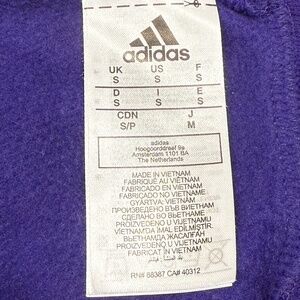 adidas
UK US F
S S S
D I E
S S S
CDN J
S/P M
adidas
Hoogoorddreef 9a
Amsterdam 1101 BA
The Netherlands
MADE IN VIETNAM
FABRIQUÉ AU VIÊTNAM
FABRICADO EN VIETNAM
FABRICADO NO VIETNAME
GYÁRTVA: VIETNÁM
ПРОИЗВЕДЕНО ВЪВ ВИЕТНАМ
СДЕЛАНО ВО ВЬЕТНАМЕ
PROIZVEDENO U VIJETNAMU
VIETNAM'DA İMAL EDİLMİŞTİR.
ВЬЕТНАМДА ЖАСАЛҒАН
PROIZVEDENO U VIJETNAMU
FABRICAT IN VIETNAM
RN# 88387 CA# 40312